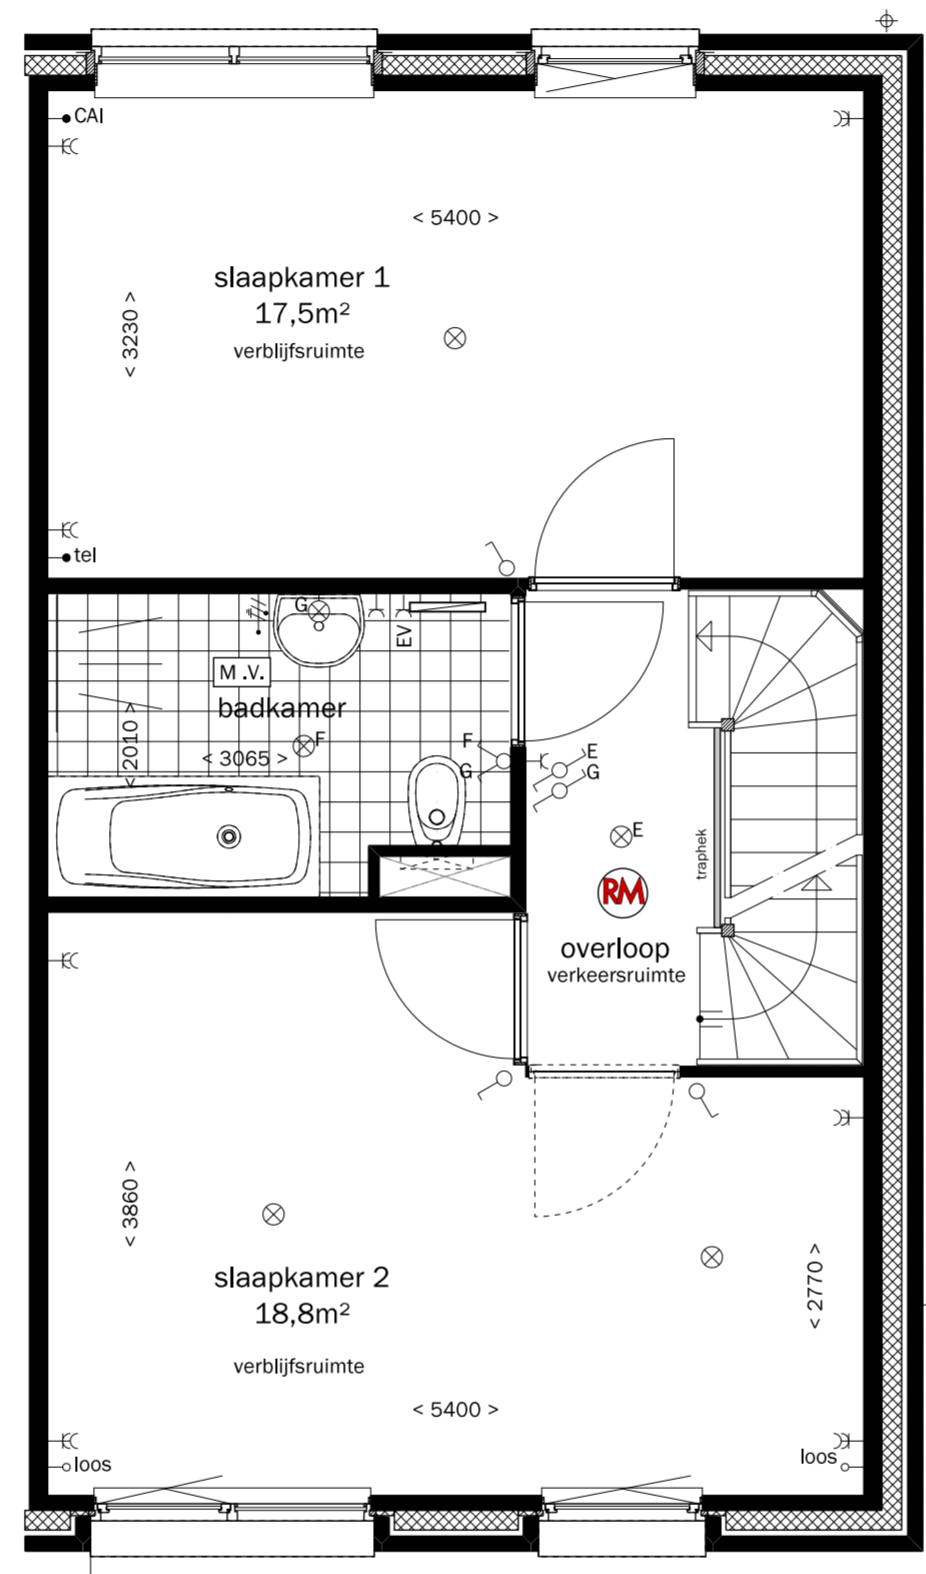 CAI
< 5400 >
slaapkamer 1
17,5m²
< 3230 >
verblijfsruimte
tel
G
EV
M.V.
badkamer
< 2010 >
F
< 3065 >
F
G
E
G
E
traphek
RM
overloop
verkeersruimte
< 3860 >
slaapkamer 2
18,8m²
< 2770 >
verblijfsruimte
< 5400 >
loos
loos